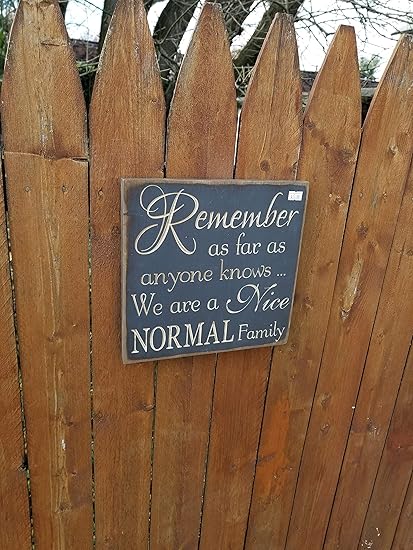 Remember
as far as
anyone knows ...
We are a Nice
NORMAL Family